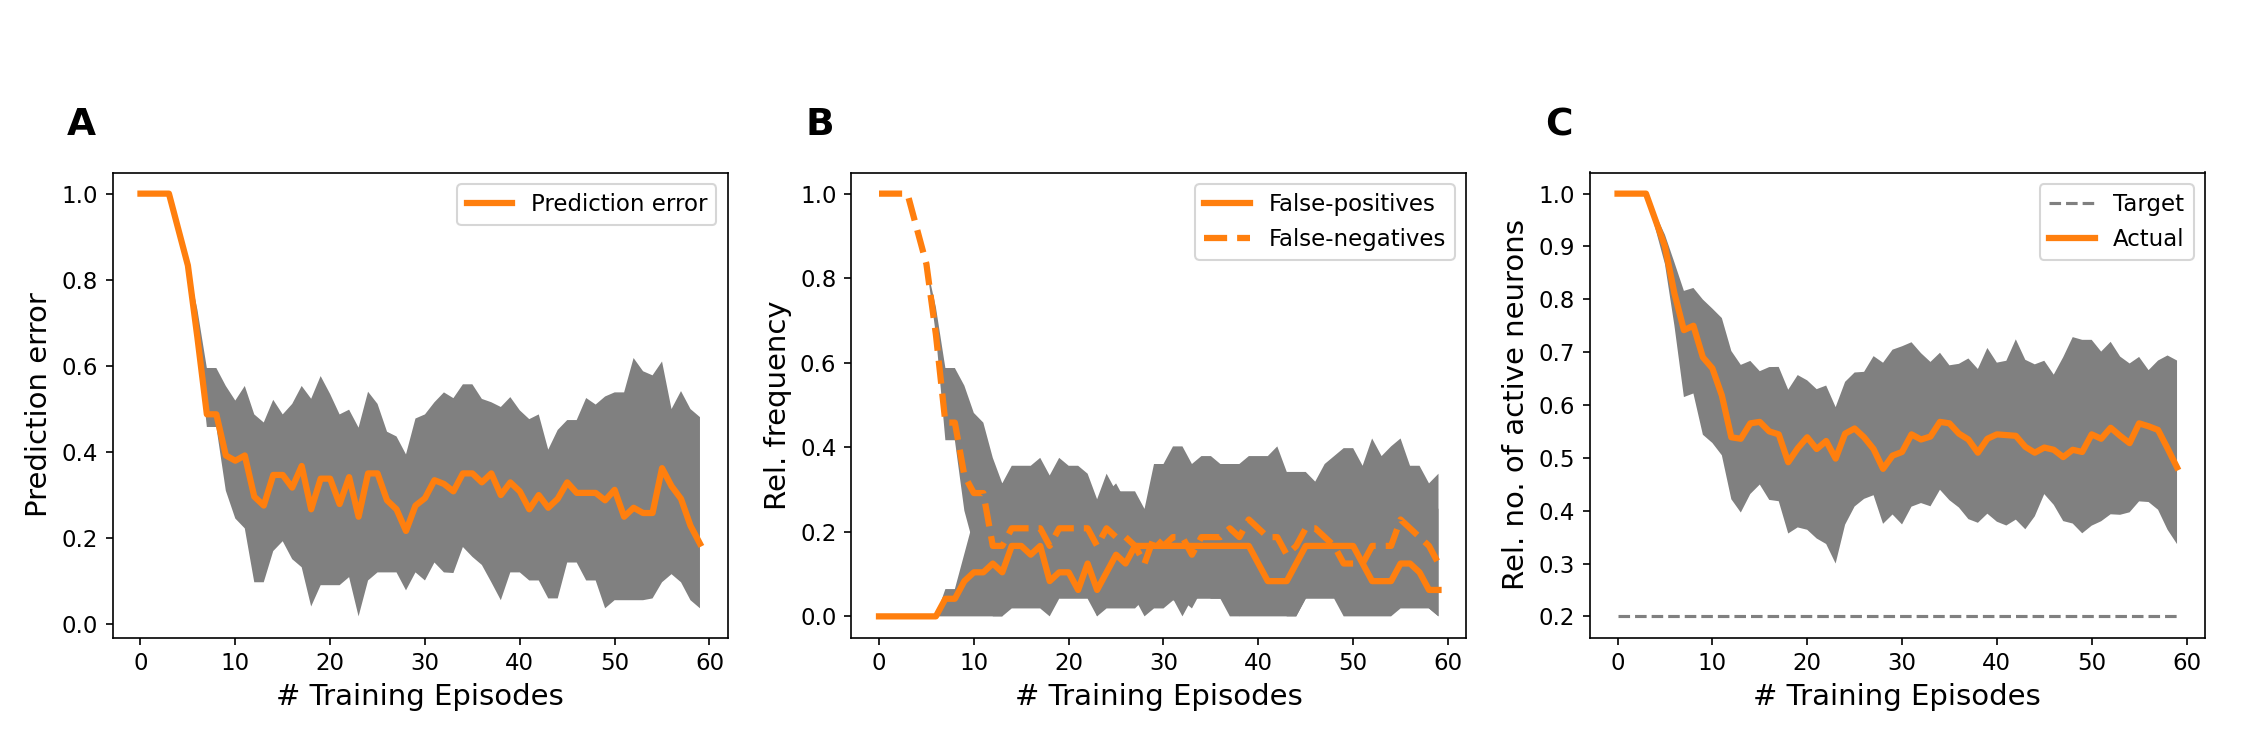 A
Prediction error
1.0
0.8
0.6
0.4
0.2
0.0
Prediction error
0 10 20 30 40 50 60
# Training Episodes
B
Rel. frequency
1.0
0.8
0.6
0.4
0.2
0.0
False-positives
False-negatives
0 10 20 30 40 50 60
# Training Episodes
C
Rel. no. of active neurons
1.0
0.9
0.8
0.7
0.6
0.5
0.4
0.3
0.2
Target
Actual
0 10 20 30 40 50 60
# Training Episodes